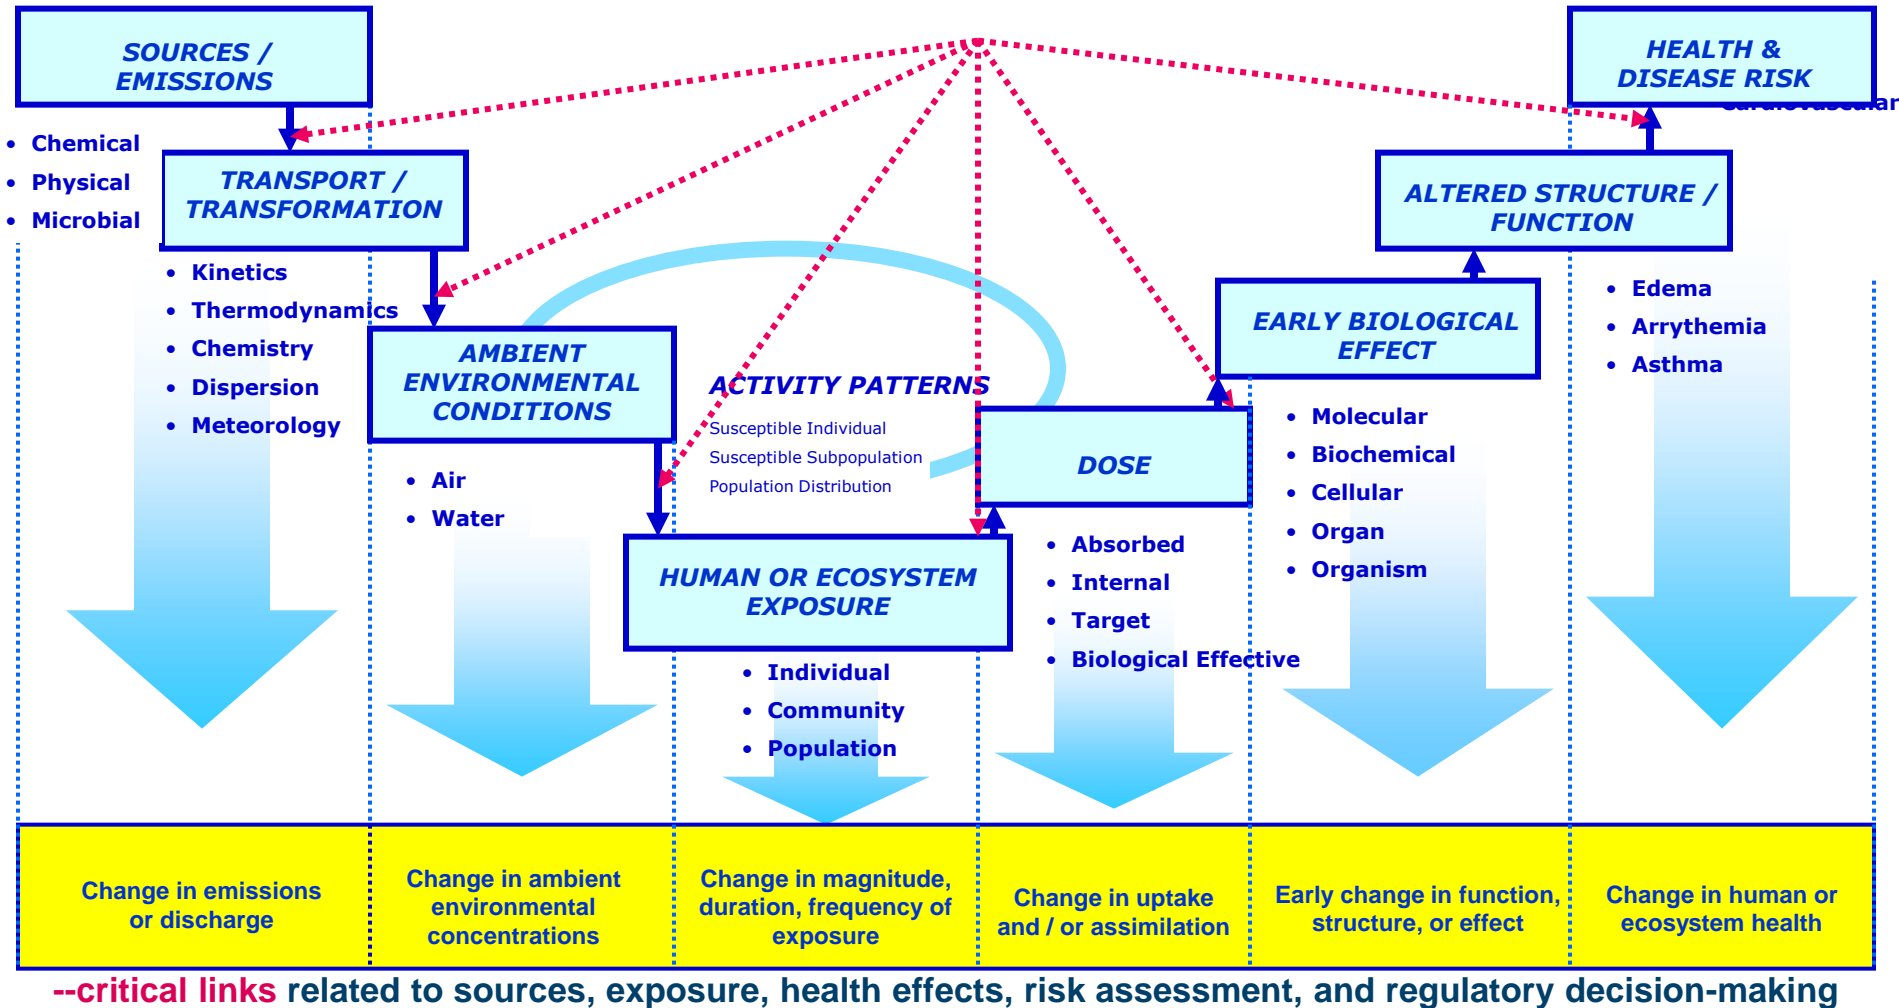 SOURCES /
EMISSIONS
• Chemical
• Physical
• Microbial
TRANSPORT /
TRANSFORMATION
• Kinetics
• Thermodynamics
• Chemistry
• Dispersion
• Meteorology
AMBIENT
ENVIRONMENTAL
CONDITIONS
• Air
• Water
ACTIVITY PATTERNS
Susceptible Individual
Susceptible Subpopulation
Population Distribution
HUMAN OR ECOSYSTEM
EXPOSURE
• Individual
• Community
• Population
DOSE
• Absorbed
• Internal
• Target
• Biological Effective
EARLY BIOLOGICAL
EFFECT
• Molecular
• Biochemical
• Cellular
• Organ
• Organism
ALTERED STRUCTURE /
FUNCTION
• Edema
• Arrythemia
• Asthma
HEALTH &
DISEASE RISK
Cardiovascular
Change in emissions
or discharge
Change in ambient
environmental
concentrations
Change in magnitude,
duration, frequency of
exposure
Change in uptake
and / or assimilation
Early change in function,
structure, or effect
Change in human or
ecosystem health
--critical links related to sources, exposure, health effects, risk assessment, and regulatory decision-making